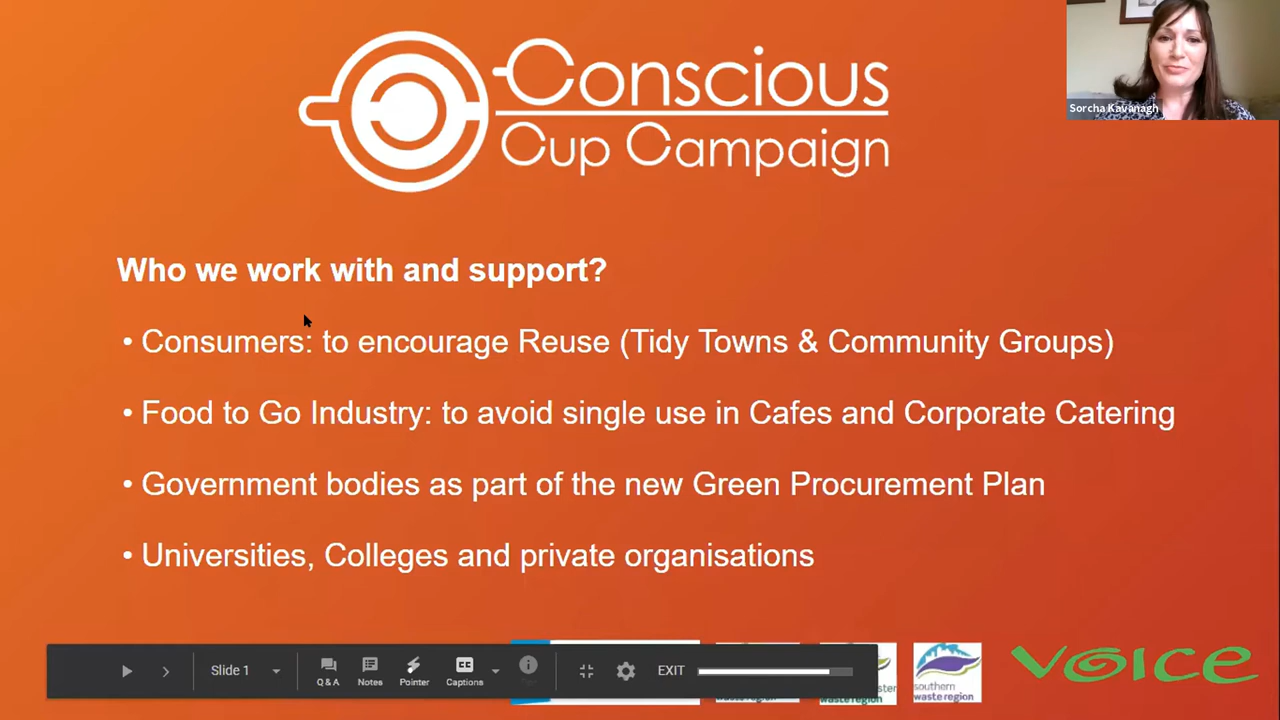 Conscious
Cup Campaign
Sorcha Kavanagh
Who we work with and support?
• Consumers: to encourage Reuse (Tidy Towns & Community Groups)
• Food to Go Industry: to avoid single use in Cafes and Corporate Catering
• Government bodies as part of the new Green Procurement Plan
• Universities, Colleges and private organisations
Slide 1
Q & A
Notes
Pointer
Captions
EXIT
waste region
southern
waste region
VOICE